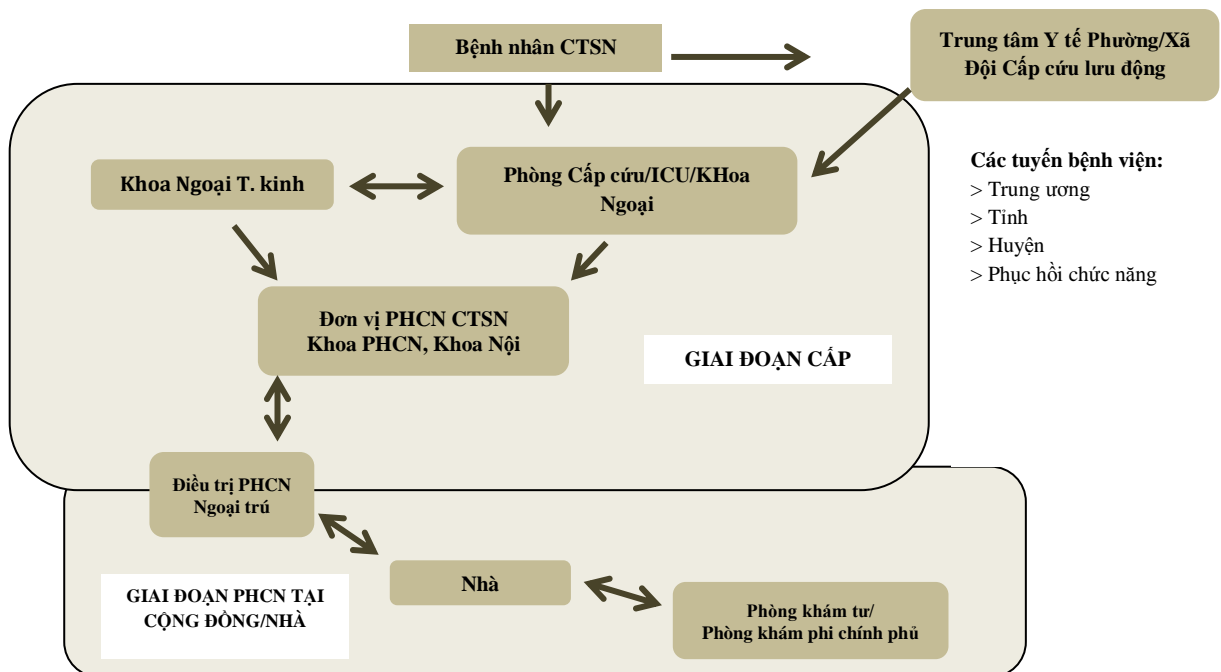 Bệnh nhân CTSN
Trung tâm Y tế Phường/Xã
Đội Cấp cứu lưu động
Khoa Ngoại T. kinh
Phòng Cấp cứu/ICU/KHoa
Ngoại
Các tuyến bệnh viện:
> Trung ương
> Tỉnh
> Huyện
> Phục hồi chức năng
Đơn vị PHCN CTSN
Khoa PHCN, Khoa Nội
GIAI ĐOẠN CẤP
Điều trị PHCN
Ngoại trú
Nhà
GIAI ĐOẠN PHCN TẠI
CỘNG ĐỒNG/NHÀ
Phòng khám tư/
Phòng khám phi chính phủ